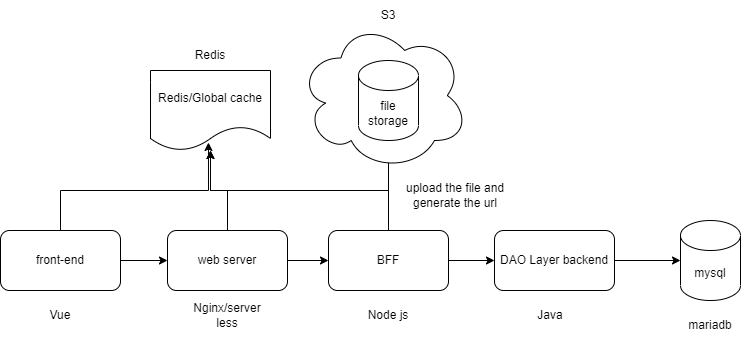 S3
Redis
Redis/Global cache
file
storage
upload the file and
generate the url
front-end
web server
BFF
DAO Layer backend
mysql
Vue
Nginx/server
less
Node js
Java
mariadb